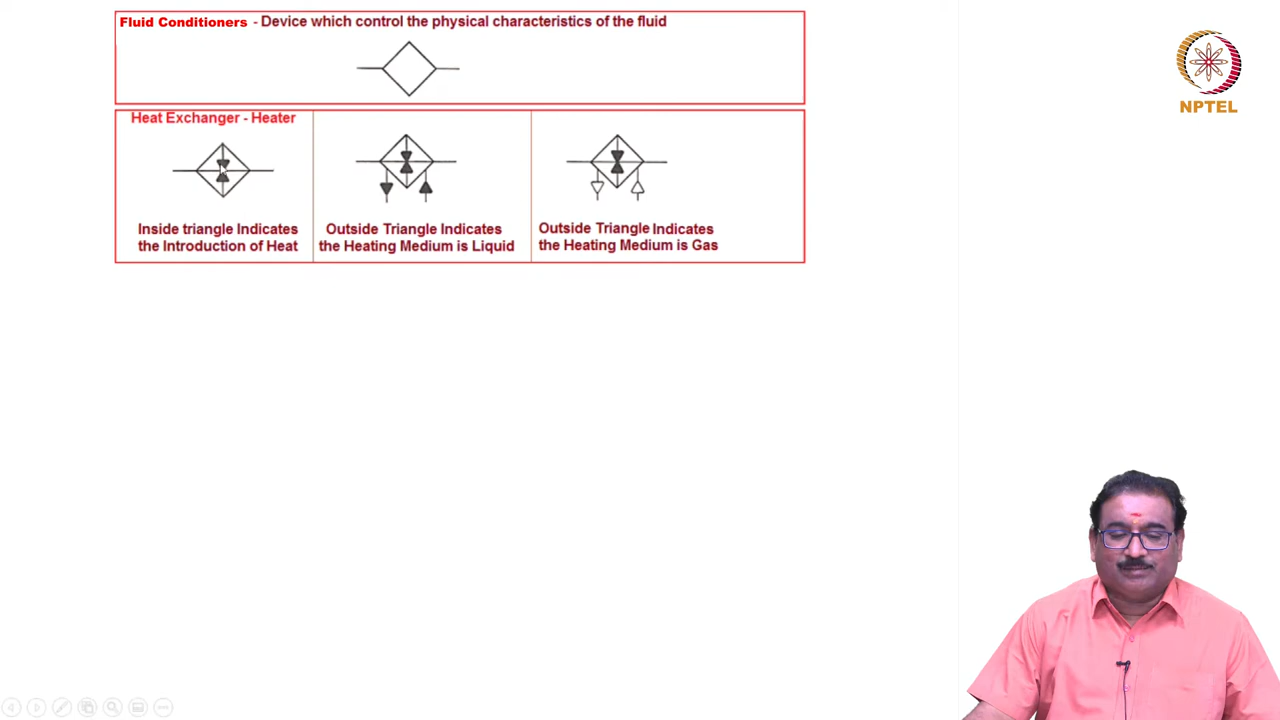 Fluid Conditioners - Device which control the physical characteristics of the fluid
NPTEL
Heat Exchanger - Heater
Inside triangle Indicates
the Introduction of Heat
Outside Triangle Indicates
the Heating Medium is Liquid
Outside Triangle Indicates
the Heating Medium is Gas